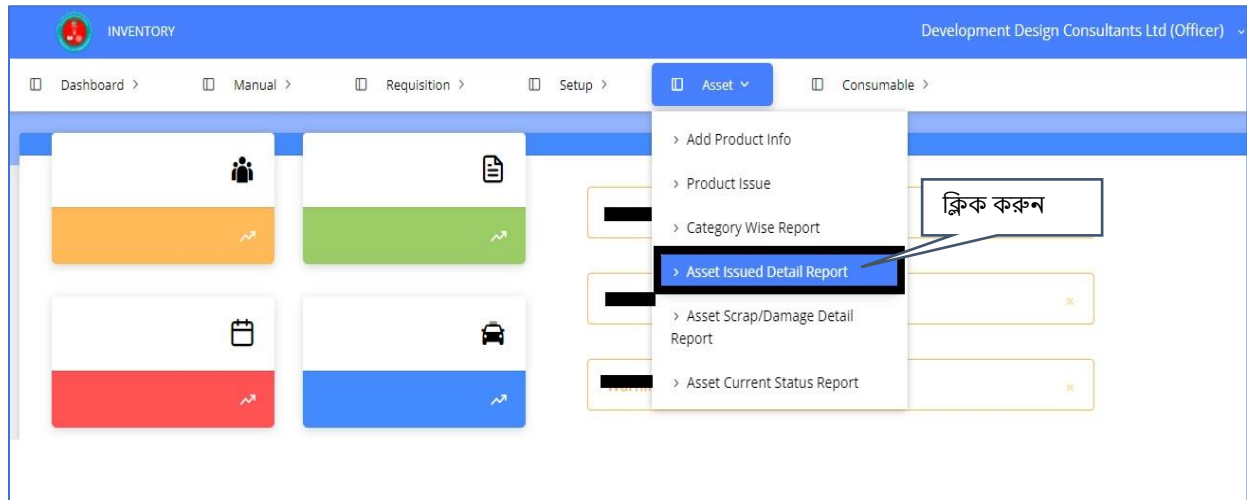 INVENTORY
Development Design Consultants Ltd (Officer)
Dashboard >
Manual >
Requisition >
Setup >
Asset
Consumable >
> Add Product Info
> Product Issue
> Category Wise Report
> Asset Issued Detail Report
> Asset Scrap/Damage Detail
Report
> Asset Current Status Report
ক্লিক করুন
×
×